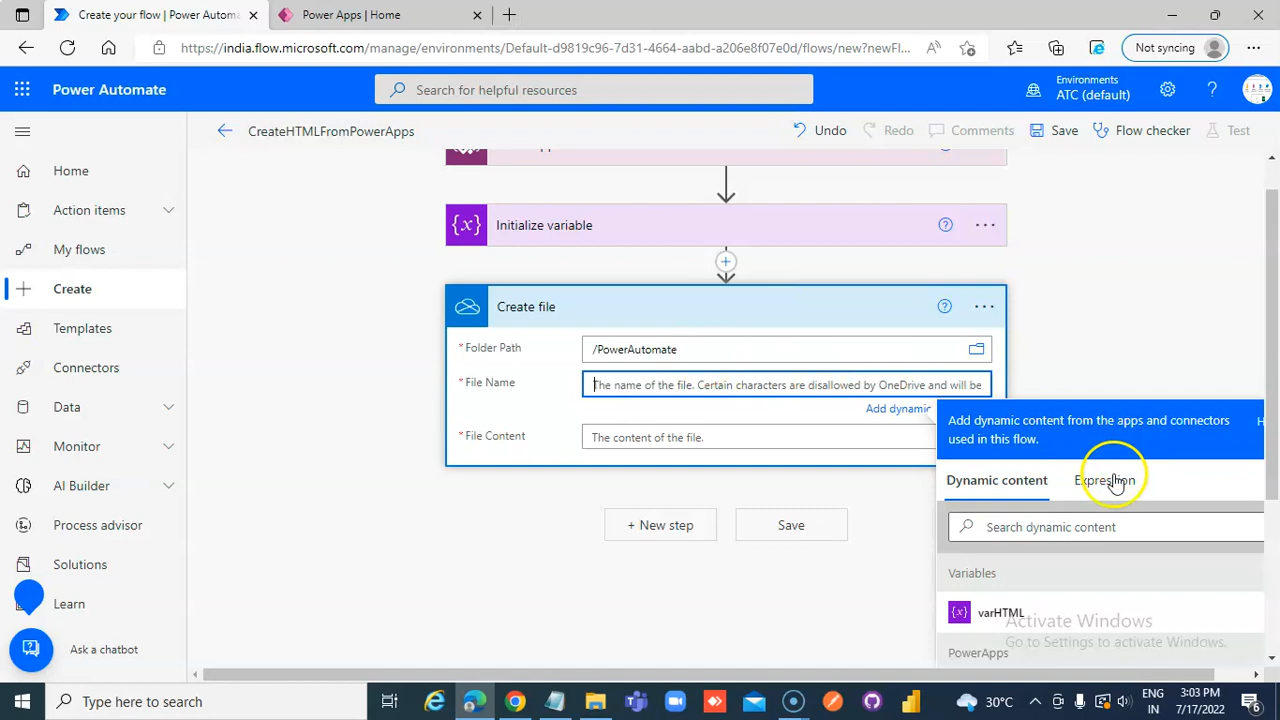 Create your flow | Power Automa
Power Apps | Home
https://india.flow.microsoft.com/manage/environments/Default-d9819c96-7d31-4664-aabd-a206e8f07e0d/flows/new?newFl...
Not syncing
Power Automate
Search for helpful resources
Environments
ATC (default)
CreateHTMLFromPowerApps
Undo
Redo
Comments
Save
Flow checker
Test
Home
Action items
My flows
Create
Templates
Connectors
Data
Monitor
AI Builder
Process advisor
Solutions
Learn
Ask a chatbot
Initialize variable
Create file
* Folder Path
/PowerAutomate
* File Name
The name of the file. Certain characters are disallowed by OneDrive and will be
Add dynamic
* File Content
The content of the file.
+ New step
Save
Add dynamic content from the apps and connectors
used in this flow.
H
Dynamic content
Expression
Search dynamic content
Variables
varHTML
PowerApps
Activate Windows
Go to Settings to activate Windows.
Type here to search
30°C
ENG
IN
3:03 PM
7/17/2022
6